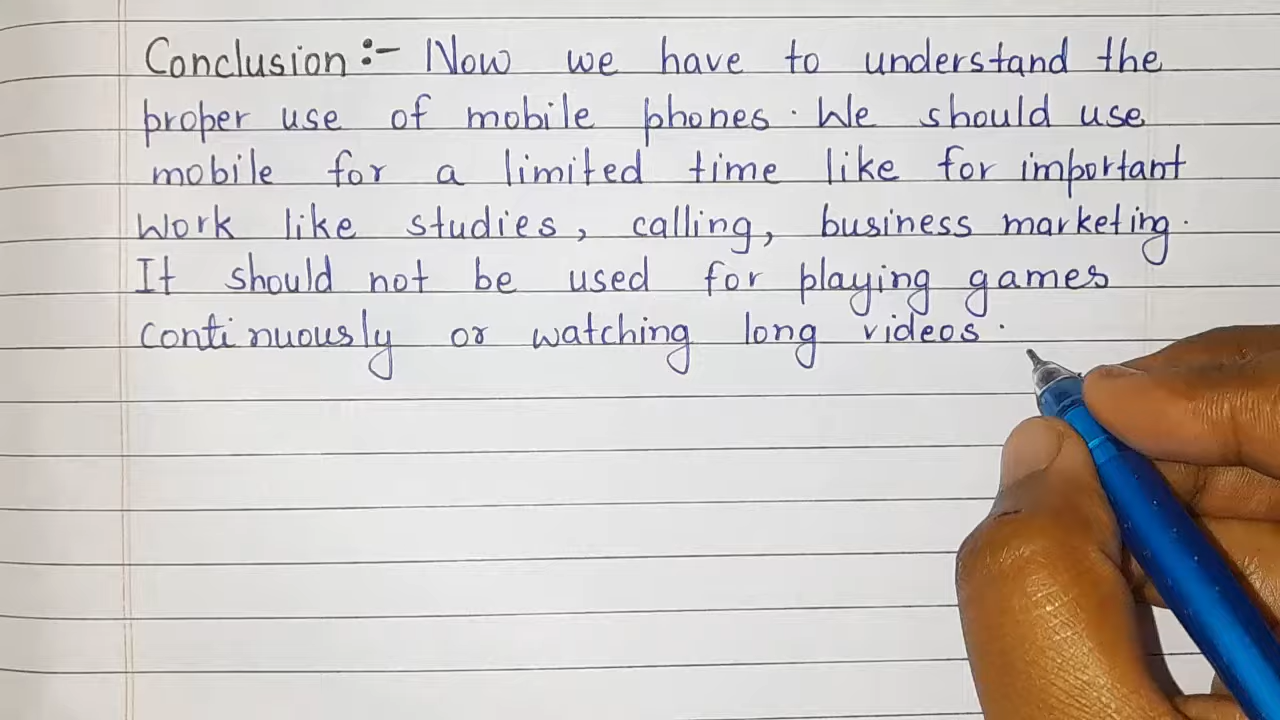 Conclusion :- Now we have to understand the
proper use of mobile phones. We should use
mobile for a limited time like for important
work like studies, calling, business marketing.
It should not be used for playing games
continuously or watching long videos.